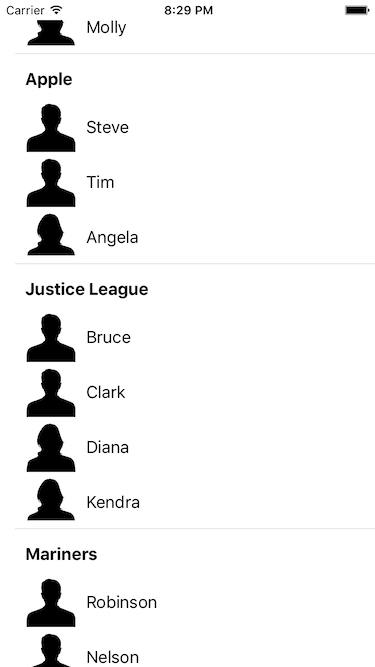 Carrier 8:29 PM
Molly
Apple
Steve
Tim
Angela
Justice League
Bruce
Clark
Diana
Kendra
Mariners
Robinson
Nelson